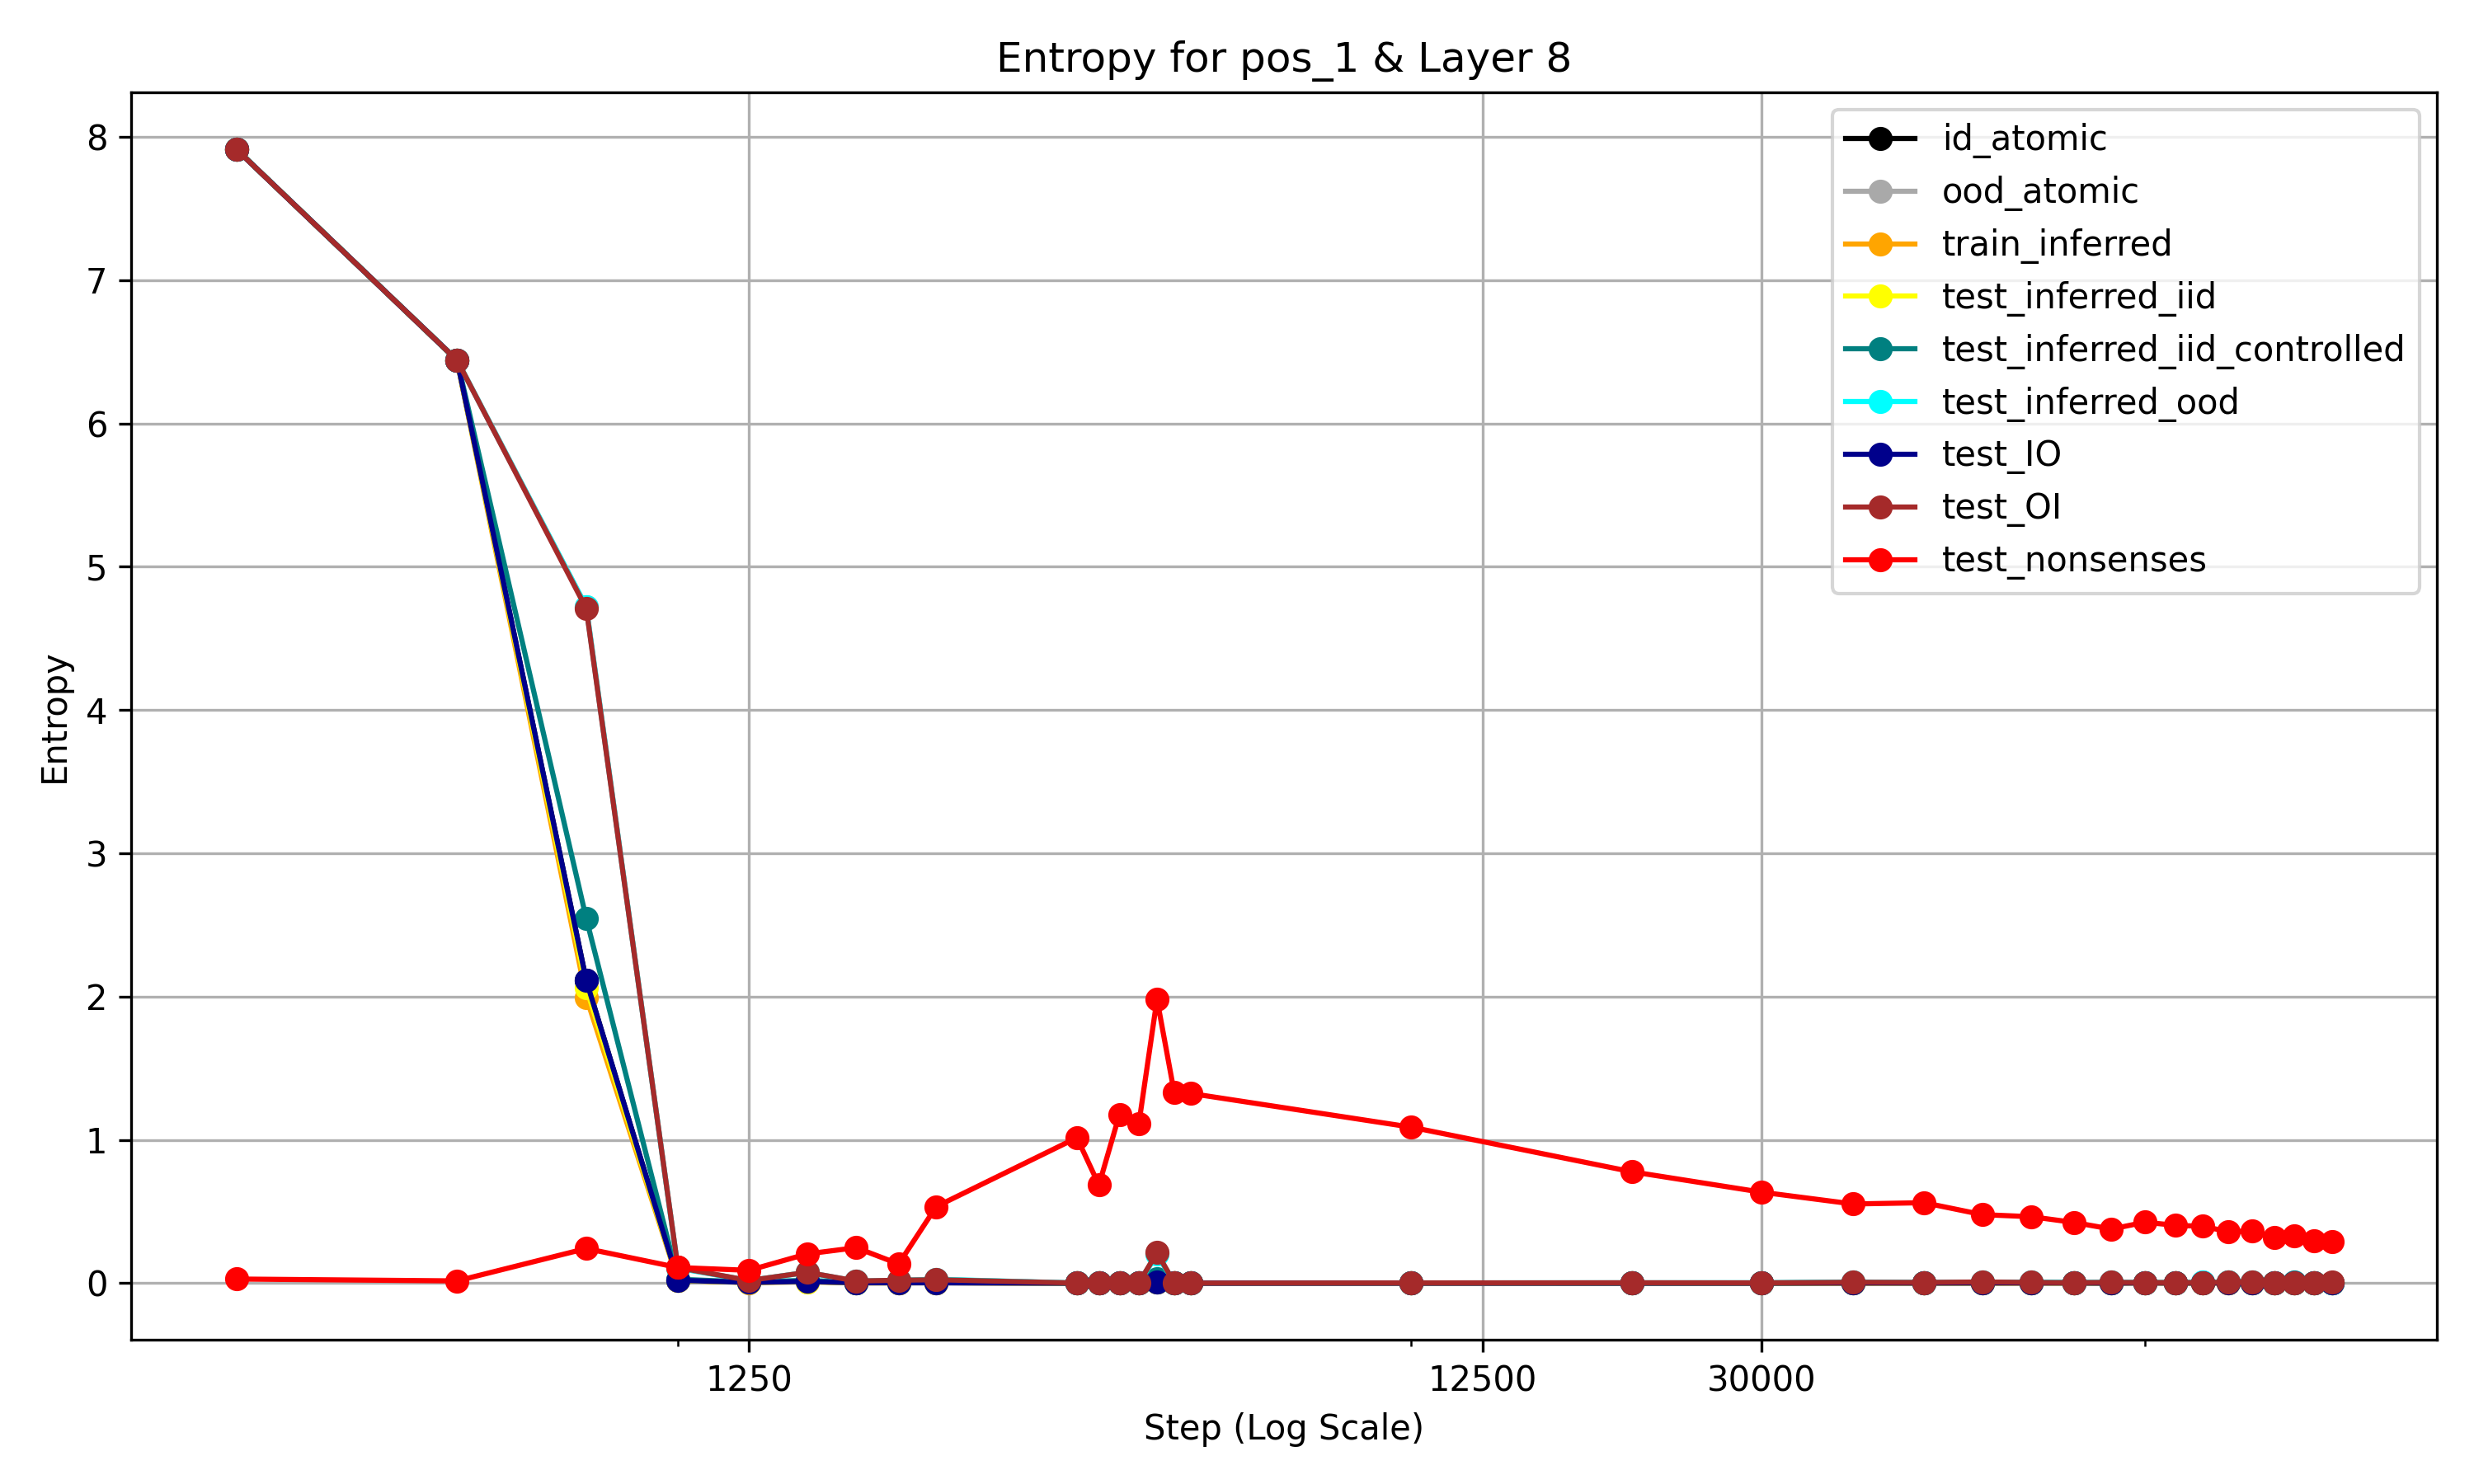 Entropy for pos_1 & Layer 8
8
7
6
5
4
3
2
1
0
Entropy
id_atomic
ood_atomic
train_inferred
test_inferred_iid
test_inferred_iid_controlled
test_inferred_ood
test_IO
test_OI
test_nonsenses
1250
12500
30000
Step (Log Scale)